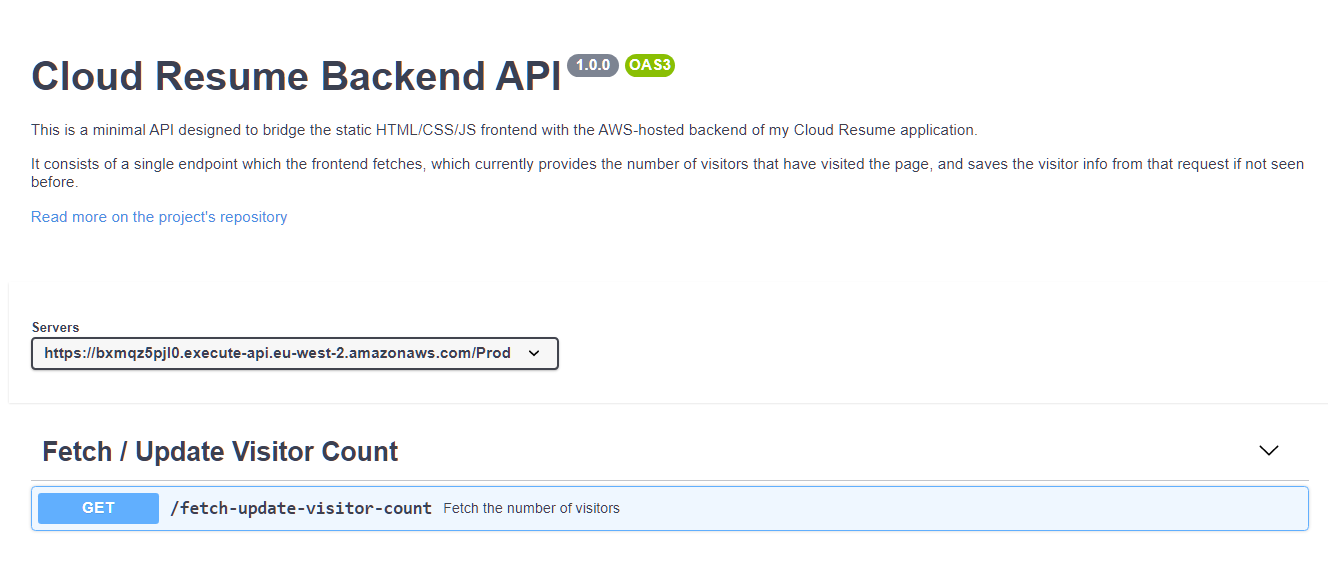 Cloud Resume Backend API 1.0.0 OAS3
This is a minimal API designed to bridge the static HTML/CSS/JS frontend with the AWS-hosted backend of my Cloud Resume application.
It consists of a single endpoint which the frontend fetches, which currently provides the number of visitors that have visited the page, and saves the visitor info from that request if not seen
before.
Read more on the project's repository
Servers
https://bxmqz5pjl0.execute-api.eu-west-2.amazonaws.com/Prod
Fetch / Update Visitor Count
GET /fetch-update-visitor-count Fetch the number of visitors